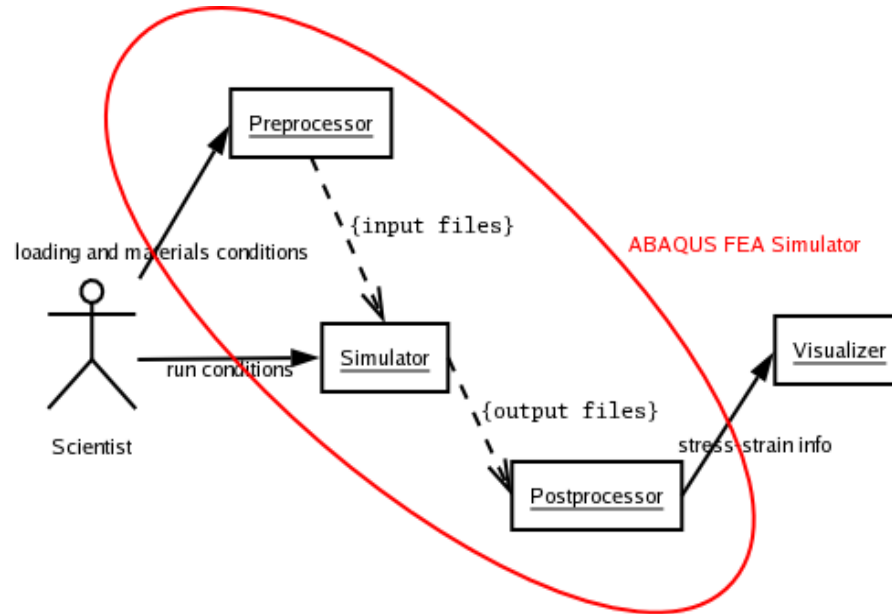 Preprocessor
{input files}
ABAQUS FEA Simulator
loading and materials conditions
Simulator
Visualizer
run conditions
{output files}
Scientist
stress-strain info
Postprocessor